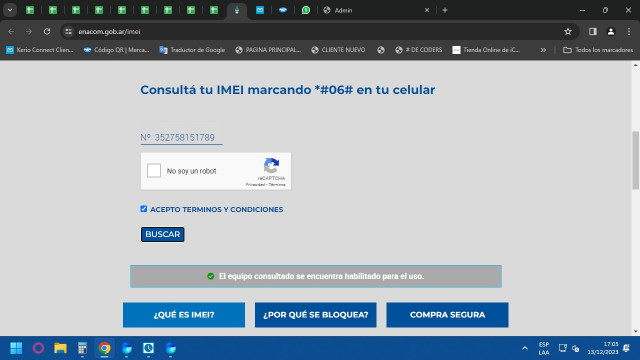 Admin
enacom.gob.ar/imei
Kerio Connect Clien...
Código QR | Merca...
Traductor de Google
PAGINA PRINCIPAL...
CLIENTE NUEVO
# DE CODERS
Tienda Online de iC...
Todos los marcadores
Consultá tu IMEI marcando *#06# en tu celular
Nº 352758151789
No soy un robot
reCAPTCHA
Privacidad - Términos
ACEPTO TERMINOS Y CONDICIONES
BUSCAR
El equipo consultado se encuentra habilitado para el uso.
¿QUÉ ES IMEI?
¿POR QUÉ SE BLOQUEA?
COMPRA SEGURA
ESP
LAA
17:05
13/12/2023